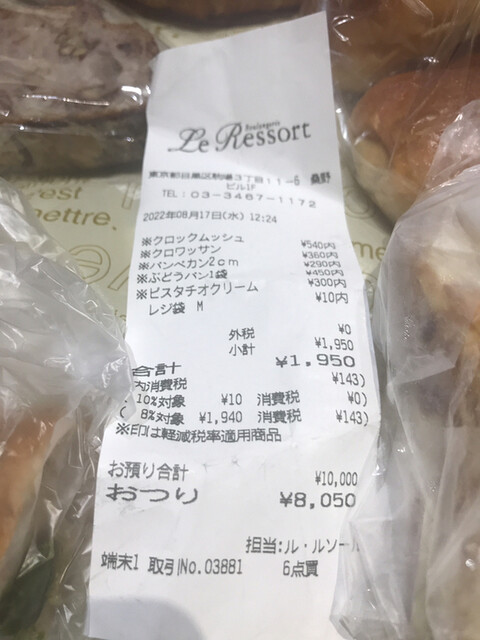 Boulangerie
Le Ressort
東京都目黒区駒場3丁目11-6 桑野
ビル1F
TEL:03-3467-1172
2022年08月17日(水) 12:24
※クロックムッシュ ¥540内
※クロワッサン ¥360内
※パンペカン2cm ¥290内
※ぶどうパン1袋 ¥450内
※ピスタチオクリーム ¥300内
レジ袋 M ¥10内
外税 ¥0
小計 ¥1,950
合計 ¥1,950
内消費税 ¥143)
( 10%対象 ¥10 消費税 ¥0)
( 8%対象 ¥1,940 消費税 ¥143)
※印は軽減税率適用商品
お預り合計 ¥10,000
おつり ¥8,050
担当:ル・ルソール
端末1 取引No.03881 6点買
est
mettre.